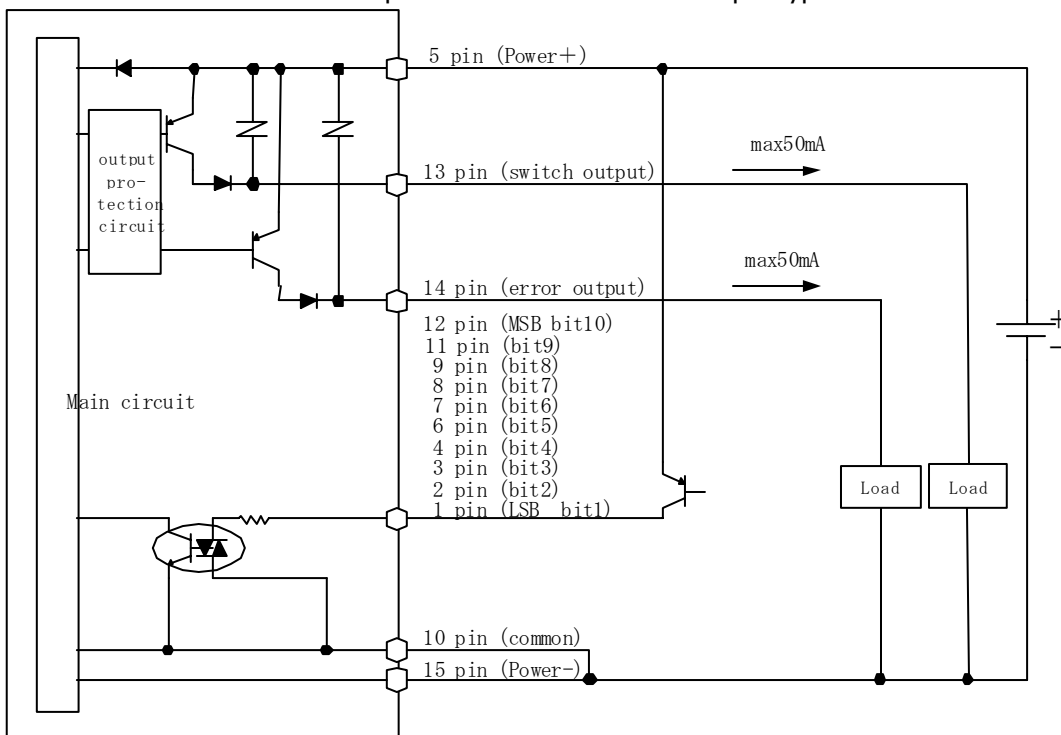 5 pin (Power+)
max50mA
13 pin (switch output)
output
pro-
tection
circuit
max50mA
14 pin (error output)
12 pin (MSB bit10)
11 pin (bit9)
9 pin (bit8)
8 pin (bit7)
7 pin (bit6)
6 pin (bit5)
4 pin (bit4)
3 pin (bit3)
2 pin (bit2)
1 pin (LSB bit1)
Main circuit
+
−
Load
Load
10 pin (common)
15 pin (Power-)